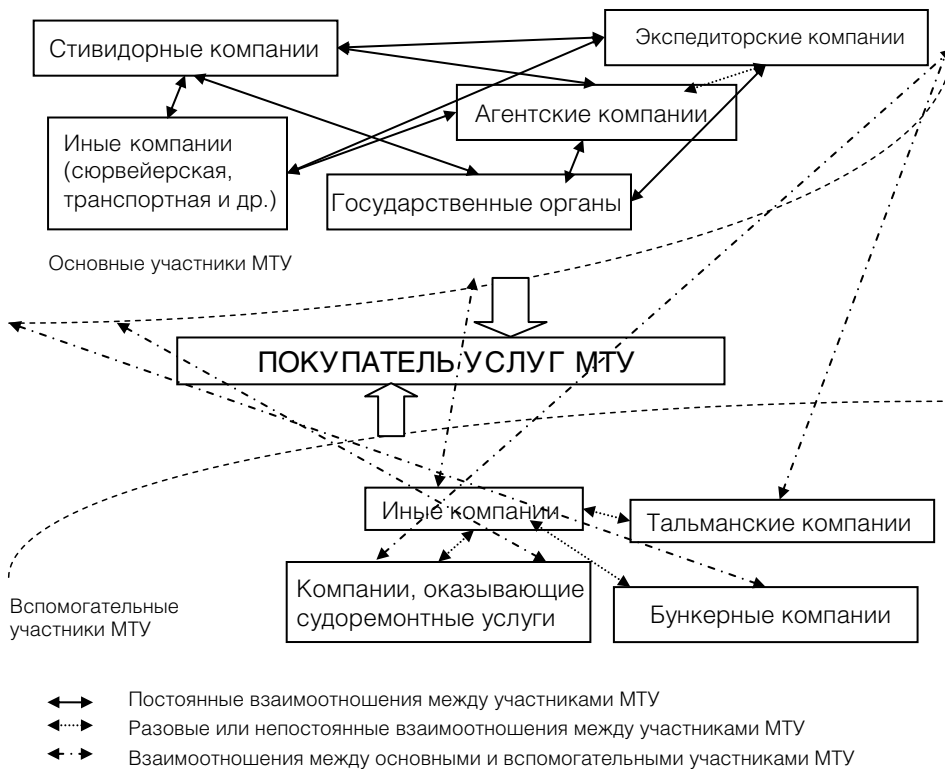 Стивидорные компании
Экспедиторские компании
Агентские компании
Иные компании
(сюрвейерская,
транспортная и др.)
Государственные органы
Основные участники МТУ
ПОКУПАТЕЛЬ УСЛУГ МТУ
Иные компании
Тальманские компании
Компании, оказывающие
судоремонтные услуги
Бункерные компании
Вспомогательные
участники МТУ
Постоянные взаимоотношения между участниками МТУ
Разовые или непостоянные взаимоотношения между участниками МТУ
Взаимоотношения между основными и вспомогательными участниками МТУ